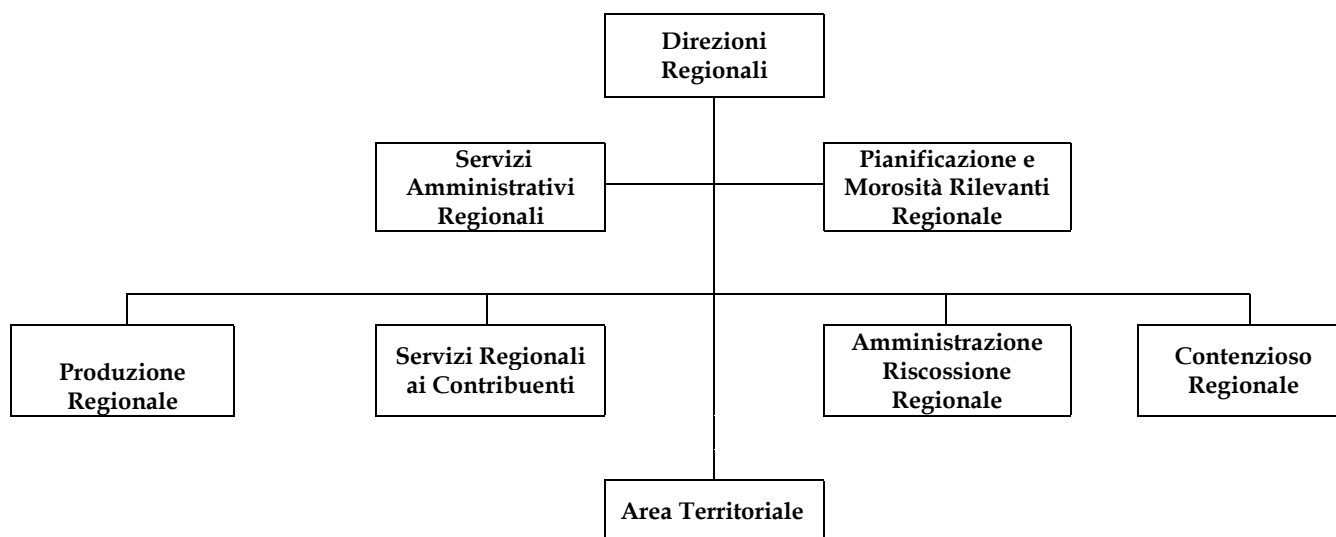 Direzioni
Regionali
Servizi
Amministrativi
Regionali
Pianificazione e
Morosità Rilevanti
Regionale
Produzione
Regionale
Servizi Regionali
ai Contribuenti
Amministrazione
Riscossione
Regionale
Contenzioso
Regionale
Area Territoriale